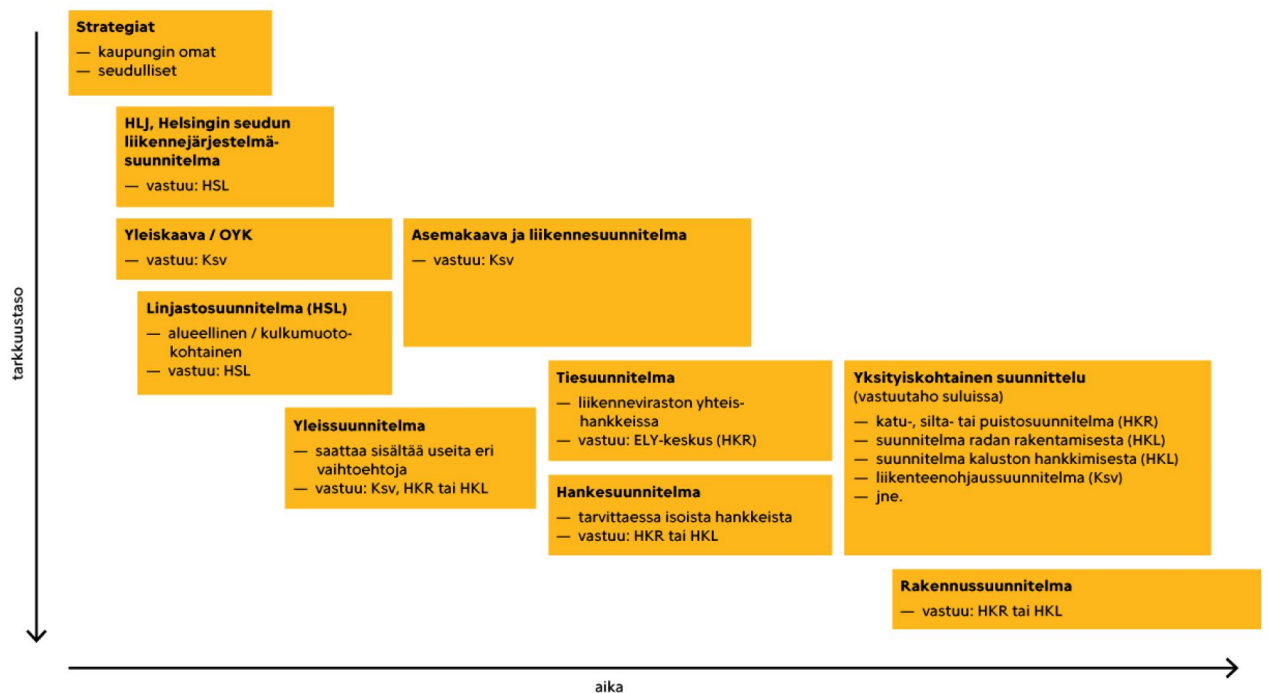 Strategiat
— kaupungin omat
— seudulliset
HLJ, Helsingin seudun
liikennejärjestelmä-
suunnitelma
— vastuu: HSL
Yleiskaava / OYK
— vastuu: Ksv
Asemakaava ja liikennesuunnitelma
— vastuu: Ksv
Linjastosuunnitelma (HSL)
— alueellinen / kulkumuoto-
kohtainen
— vastuu: HSL
Yleissuunnitelma
— saattaa sisältää useita eri
vaihtoehtoja
— vastuu: Ksv, HKR tai HKL
Tiesuunnitelma
— liikenneviraston yhteis-
hankkeissa
— vastuu: ELY-keskus (HKR)
Hankesuunnitelma
— tarvittaessa isoista hankkeista
— vastuu: HKR tai HKL
Yksityiskohtainen suunnittelu
(vastuutaho suluissa)
— katu-, silta- tai puistosuunnitelma (HKR)
— suunnitelma radan rakentamisesta (HKL)
— suunnitelma kaluston hankkimisesta (HKL)
— liikenteenohjaussuunnitelma (Ksv)
— jne.
Rakennussuunnitelma
— vastuu: HKR tai HKL
tarkkuustaso
aika